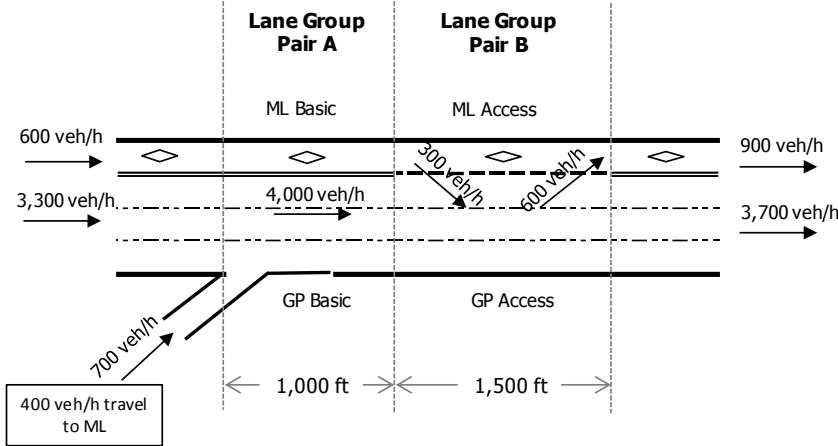 Lane Group
Pair A
Lane Group
Pair B
ML Basic
ML Access
600 veh/h
300 veh/h
600 veh/h
900 veh/h
3,300 veh/h
4,000 veh/h
3,700 veh/h
GP Basic
GP Access
700 veh/h
1,000 ft
1,500 ft
400 veh/h travel
to ML